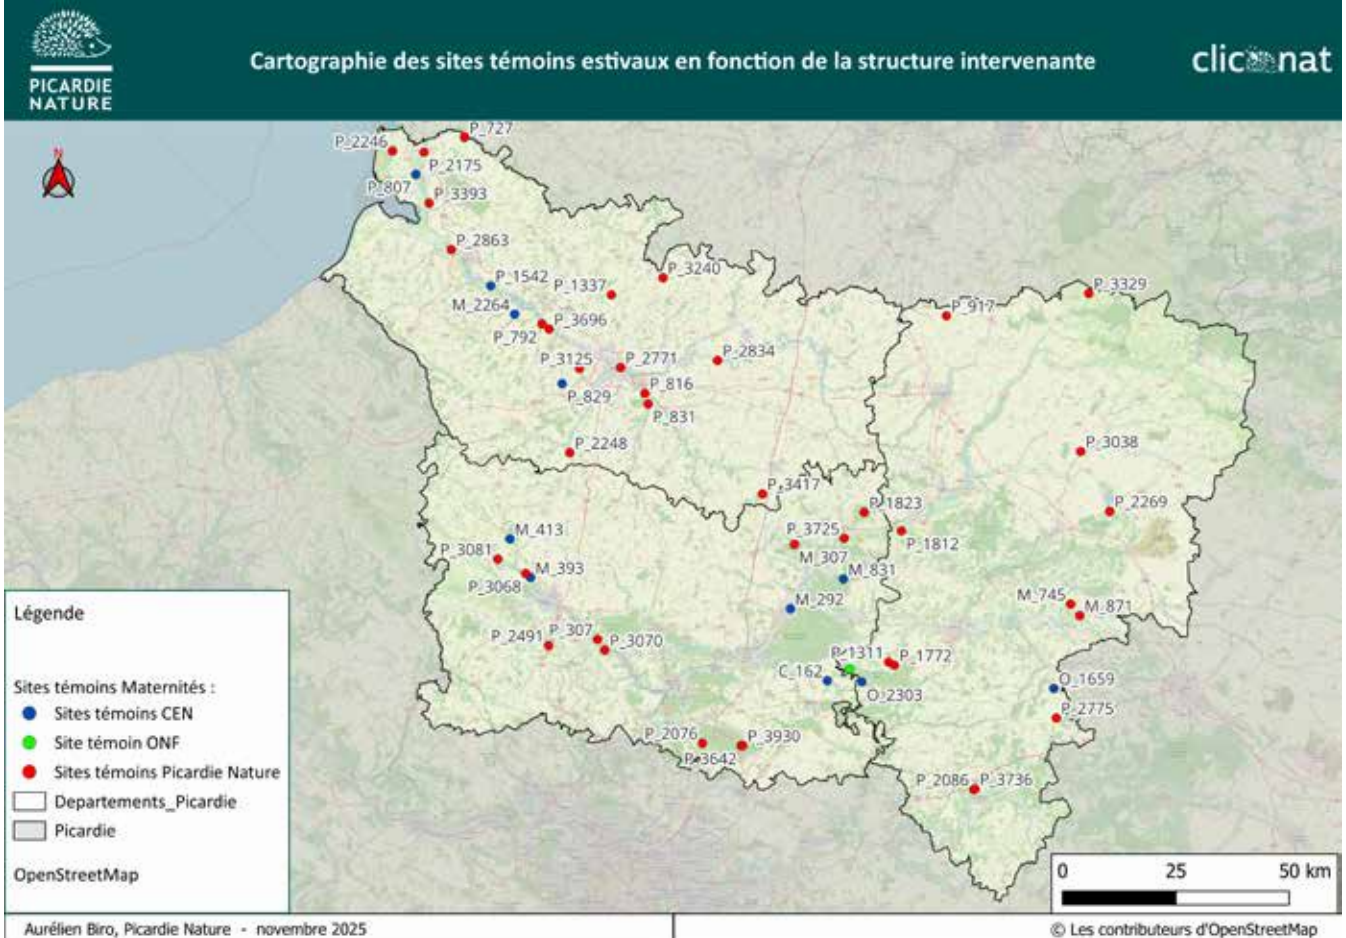 PICARDIE
NATURE
Cartographie des sites témoins estivaux en fonction de la structure intervenante
clic nat
N
P_727
P_2246
P_2175
P_807
P_3393
P_2863
P_1542
P_1337
P_3240
M_2264
P_3696
P_792
P_917
P_3329
P_3125
P_2771
P_2834
P_829
P_816
P_831
P_2248
P_3038
P_3417
P_1823
P_2269
M_413
P_3725
P_1812
P_3081
M_393
M_307
M_831
P_3068
M_292
M_745
M_871
P_2491
P_307
P_3070
P_1311
P_1772
C_162
O_2303
O_1659
P_2775
P_2076
P_3930
P_3642
P_2086
P_3736
Légende
Sites témoins Maternités :
Sites témoins CEN
Site témoin ONF
Sites témoins Picardie Nature
Departements_Picardie
Picardie
OpenStreetMap
0 25 50 km
Aurélien Biro, Picardie Nature - novembre 2025
© Les contributeurs d'OpenStreetMap